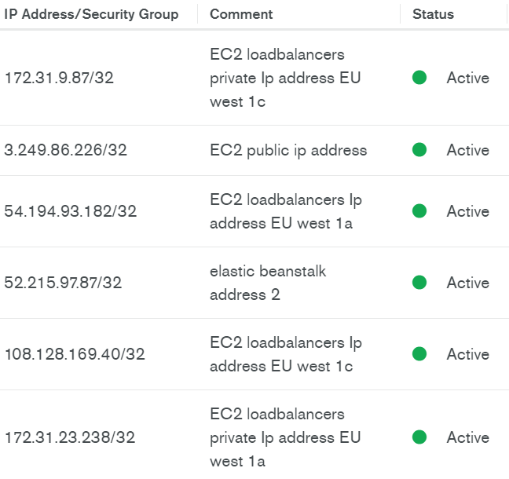 IP Address/Security Group Comment Status
EC2 loadbalancers
172.31.9.87/32 private Ip address EU Active
west 1c
3.249.86.226/32 EC2 public ip address Active
EC2 loadbalancers Ip
54.194.93.182/32 address EU west 1a Active
elastic beanstalk
52.215.97.87/32 address 2 Active
EC2 loadbalancers Ip
108.128.169.40/32 address EU west 1c Active
EC2 loadbalancers
172.31.23.238/32 private Ip address EU Active
west 1a